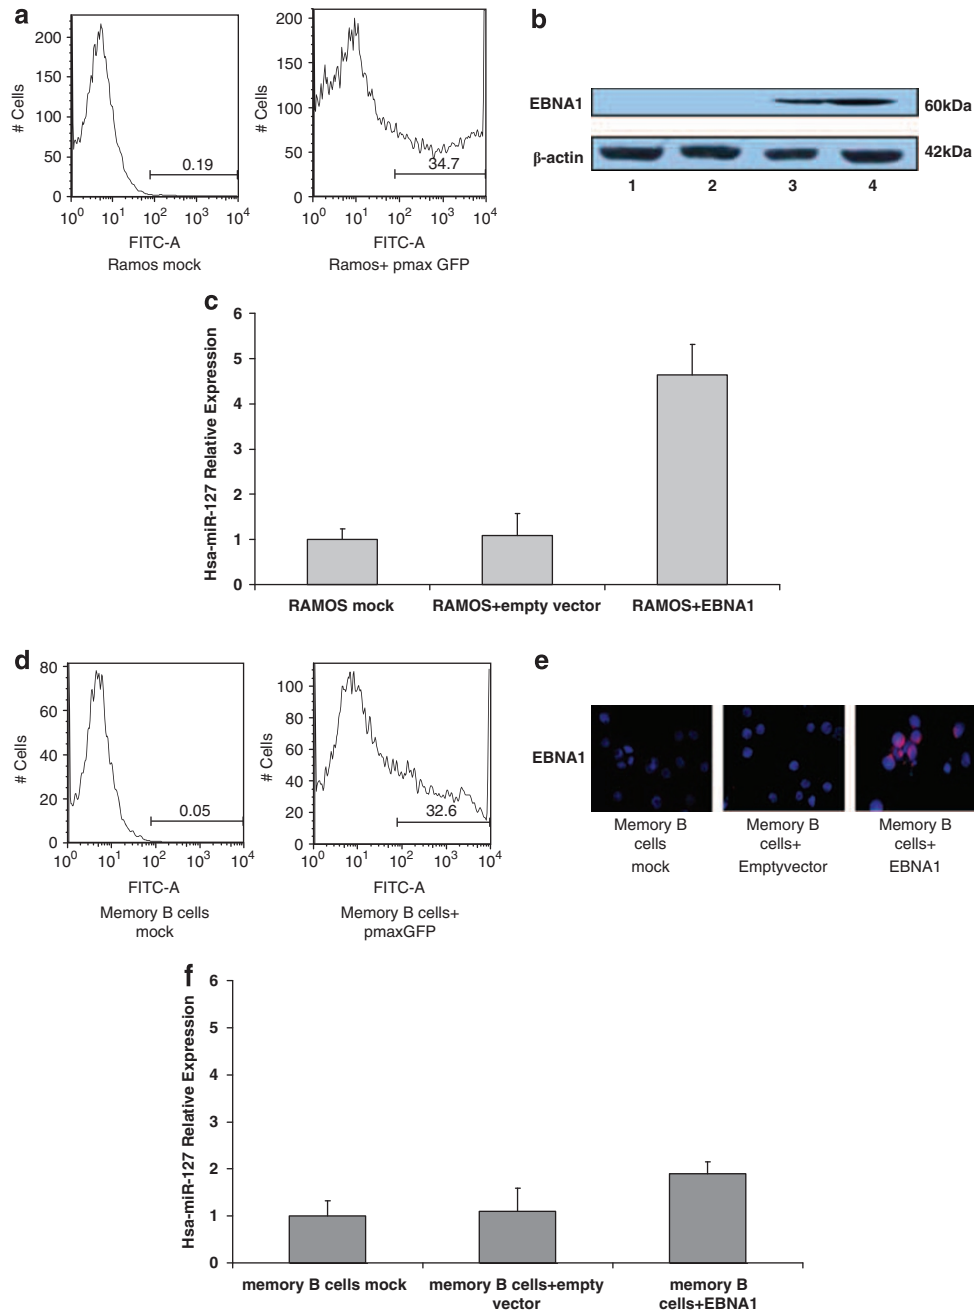 a
200
150
100
50
0
# Cells
0.19
10^0 10^1 10^2 10^3 10^4
FITC-A
Ramos mock
200
150
100
50
0
# Cells
34.7
10^0 10^1 10^2 10^3 10^4
FITC-A
Ramos+ pmax GFP
b
EBNA1
60kDa
β-actin
42kDa
1 2 3 4
c
Hsa-miR-127 Relative Expression
6
5
4
3
2
1
0
RAMOS mock
RAMOS+empty vector
RAMOS+EBNA1
d
80
60
40
20
0
# Cells
0.05
10^0 10^1 10^2 10^3 10^4
FITC-A
Memory B cells
mock
100
80
60
40
20
0
# Cells
32.6
10^0 10^1 10^2 10^3 10^4
FITC-A
Memory B cells+
pmaxGFP
e
EBNA1
Memory B
cells
mock
Memory B
cells+
Emptyvector
Memory B
cells+
EBNA1
f
Hsa-miR-127 Relative Expression
6
5
4
3
2
1
0
memory B cells mock
memory B cells+empty
vector
memory B
cells+EBNA1